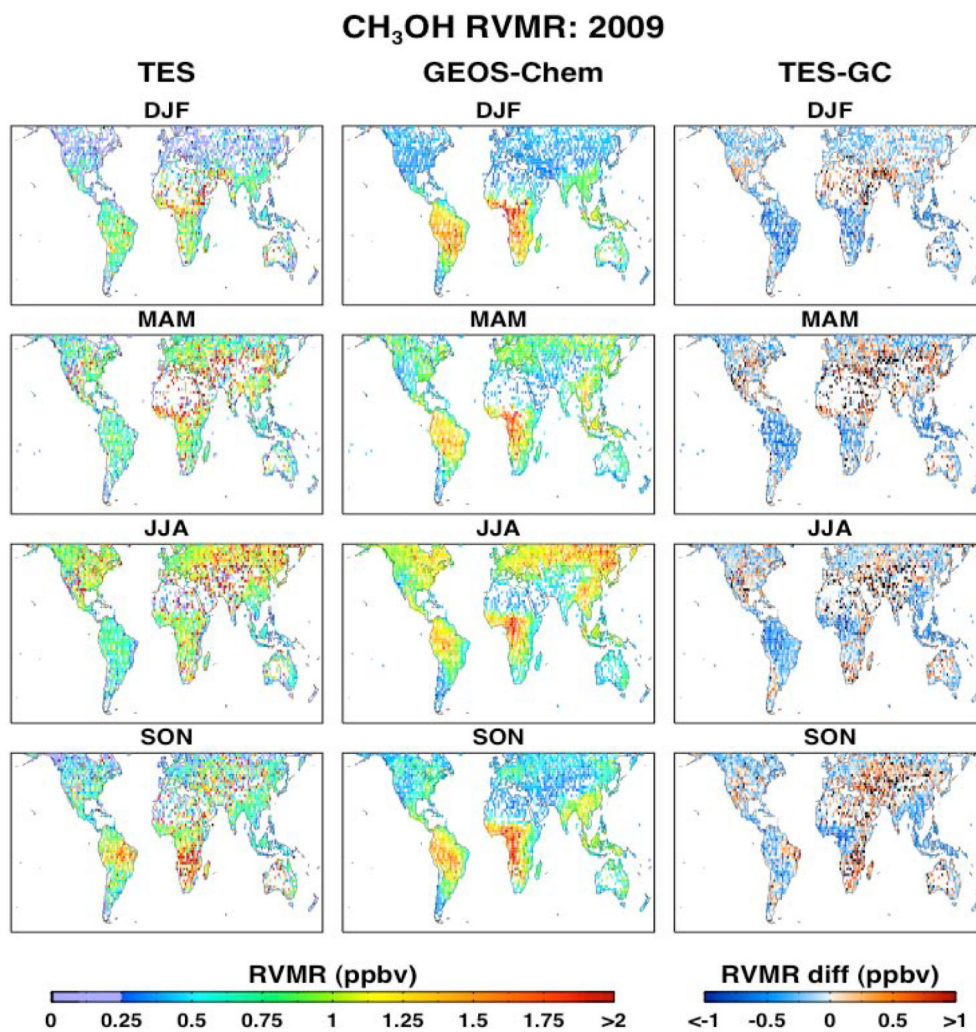 CH₃OH RVMR: 2009
TES GEOS-Chem TES-GC
DJF DJF DJF
MAM MAM MAM
JJA JJA JJA
SON SON SON
RVMR (ppbv) RVMR diff (ppbv)
0 0.25 0.5 0.75 1 1.25 1.5 1.75 >2 <-1 -0.5 0 0.5 >1